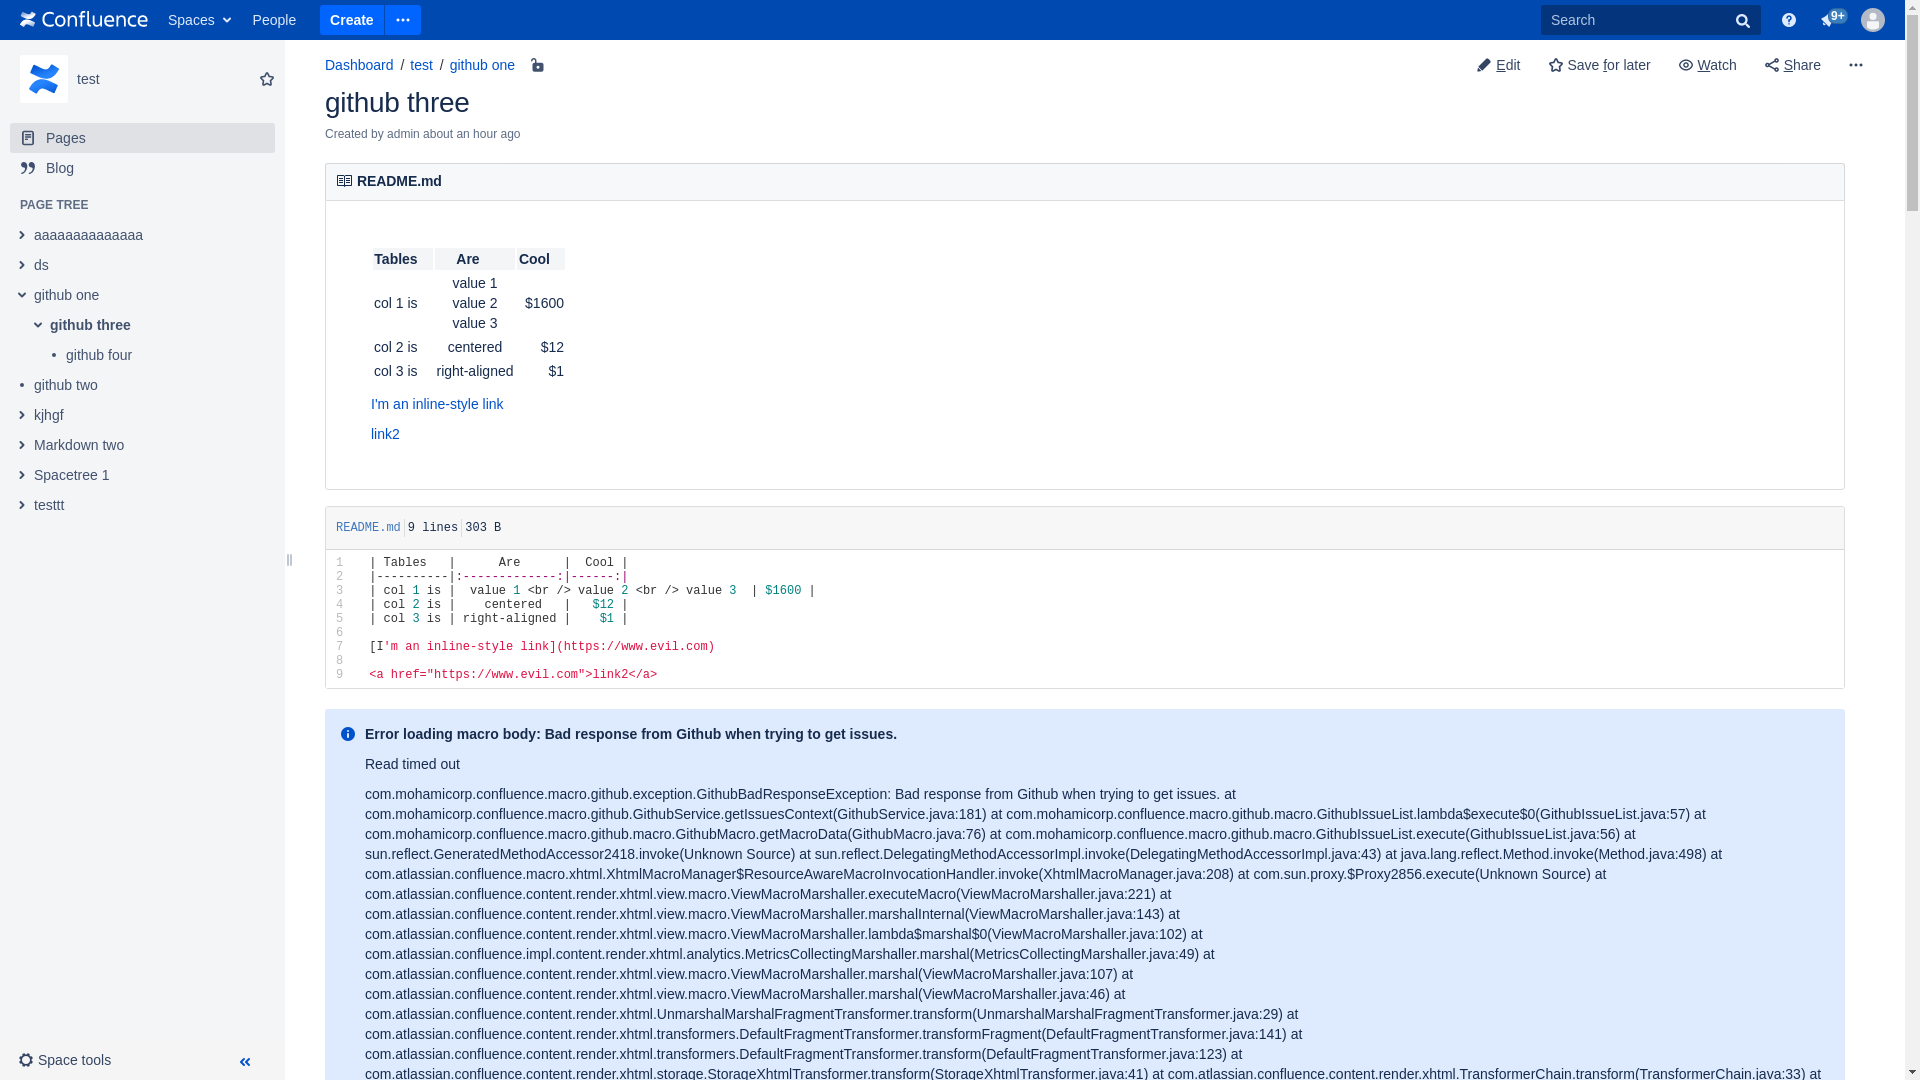 Confluence Spaces People Create ••• Search 9+
test
Pages
Blog
PAGE TREE
aaaaaaaaaaaaaa
ds
github one
github three
• github four
• github two
kjhgf
Markdown two
Spacetree 1
testtt
Space tools
Dashboard / test / github one
Edit Save for later Watch Share •••
github three
Created by admin about an hour ago
README.md
Tables Are Cool
col 1 is value 1 $1600
value 2
value 3
col 2 is centered $12
col 3 is right-aligned $1
I'm an inline-style link
link2
README.md 9 lines 303 B
1 | Tables   |      Are      |  Cool |
2 |----------|:-------------:|------:|
3 | col 1 is |  value 1 <br /> value 2 <br /> value 3  | $1600 |
4 | col 2 is |    centered   |   $12 |
5 | col 3 is | right-aligned |    $1 |
6
7 [I'm an inline-style link](https://www.evil.com)
8
9 <a href="https://www.evil.com">link2</a>
Error loading macro body: Bad response from Github when trying to get issues.
Read timed out
com.mohamicorp.confluence.macro.github.exception.GithubBadResponseException: Bad response from Github when trying to get issues. at
com.mohamicorp.confluence.macro.github.GithubService.getIssuesContext(GithubService.java:181) at com.mohamicorp.confluence.macro.github.macro.GithubIssueList.lambda$execute$0(GithubIssueList.java:57) at
com.mohamicorp.confluence.macro.github.macro.GithubMacro.getMacroData(GithubMacro.java:76) at com.mohamicorp.confluence.macro.github.macro.GithubIssueList.execute(GithubIssueList.java:56) at
sun.reflect.GeneratedMethodAccessor2418.invoke(Unknown Source) at sun.reflect.DelegatingMethodAccessorImpl.invoke(DelegatingMethodAccessorImpl.java:43) at java.lang.reflect.Method.invoke(Method.java:498) at
com.atlassian.confluence.macro.xhtml.XhtmlMacroManager$ResourceAwareMacroInvocationHandler.invoke(XhtmlMacroManager.java:208) at com.sun.proxy.$Proxy2856.execute(Unknown Source) at
com.atlassian.confluence.content.render.xhtml.view.macro.ViewMacroMarshaller.executeMacro(ViewMacroMarshaller.java:221) at
com.atlassian.confluence.content.render.xhtml.view.macro.ViewMacroMarshaller.marshalInternal(ViewMacroMarshaller.java:143) at
com.atlassian.confluence.content.render.xhtml.view.macro.ViewMacroMarshaller.lambda$marshal$0(ViewMacroMarshaller.java:102) at
com.atlassian.confluence.impl.content.render.xhtml.analytics.MetricsCollectingMarshaller.marshal(MetricsCollectingMarshaller.java:49) at
com.atlassian.confluence.content.render.xhtml.view.macro.ViewMacroMarshaller.marshal(ViewMacroMarshaller.java:107) at
com.atlassian.confluence.content.render.xhtml.view.macro.ViewMacroMarshaller.marshal(ViewMacroMarshaller.java:46) at
com.atlassian.confluence.content.render.xhtml.UnmarshalMarshalFragmentTransformer.transform(UnmarshalMarshalFragmentTransformer.java:29) at
com.atlassian.confluence.content.render.xhtml.transformers.DefaultFragmentTransformer.transformFragment(DefaultFragmentTransformer.java:141) at
com.atlassian.confluence.content.render.xhtml.transformers.DefaultFragmentTransformer.transform(DefaultFragmentTransformer.java:123) at
com.atlassian.confluence.content.render.xhtml.storage.StorageXhtmlTransformer.transform(StorageXhtmlTransformer.java:41) at com.atlassian.confluence.content.render.xhtml.TransformerChain.transform(TransformerChain.java:33) at